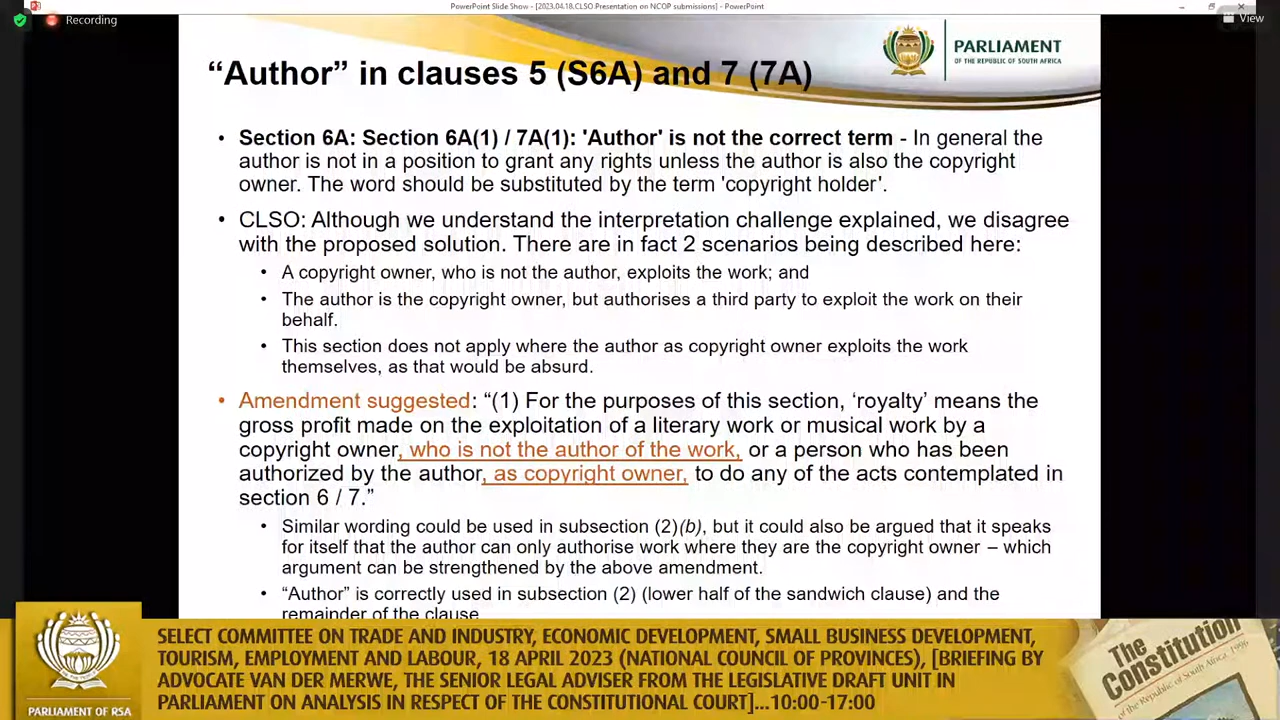 PowerPoint Slide Show - [2023.04.18.CLSO.Presentation on NCOP submissions] - PowerPoint
Recording
View
PARLIAMENT
OF THE REPUBLIC OF SOUTH AFRICA
“Author” in clauses 5 (S6A) and 7 (7A)
• Section 6A: Section 6A(1) / 7A(1): 'Author' is not the correct term - In general the
author is not in a position to grant any rights unless the author is also the copyright
owner. The word should be substituted by the term 'copyright holder'.
• CLSO: Although we understand the interpretation challenge explained, we disagree
with the proposed solution. There are in fact 2 scenarios being described here:
• A copyright owner, who is not the author, exploits the work; and
• The author is the copyright owner, but authorises a third party to exploit the work on their
behalf.
• This section does not apply where the author as copyright owner exploits the work
themselves, as that would be absurd.
• Amendment suggested: “(1) For the purposes of this section, ‘royalty’ means the
gross profit made on the exploitation of a literary work or musical work by a
copyright owner, who is not the author of the work, or a person who has been
authorized by the author, as copyright owner, to do any of the acts contemplated in
section 6 / 7.”
• Similar wording could be used in subsection (2)(b), but it could also be argued that it speaks
for itself that the author can only authorise work where they are the copyright owner – which
argument can be strengthened by the above amendment.
• “Author” is correctly used in subsection (2) (lower half of the sandwich clause) and the
remainder of the clause
SELECT COMMITTEE ON TRADE AND INDUSTRY, ECONOMIC DEVELOPMENT, SMALL BUSINESS DEVELOPMENT,
TOURISM, EMPLOYMENT AND LABOUR, 18 APRIL 2023 (NATIONAL COUNCIL OF PROVINCES), [BRIEFING BY
ADVOCATE VAN DER MERWE, THE SENIOR LEGAL ADVISER FROM THE LEGISLATIVE DRAFT UNIT IN
PARLIAMENT ON ANALYSIS IN RESPECT OF THE CONSTITUTIONAL COURT]...10:00-17:00
PARLIAMENT OF RSA
The
Constitution
of the Republic of South Africa, 1996